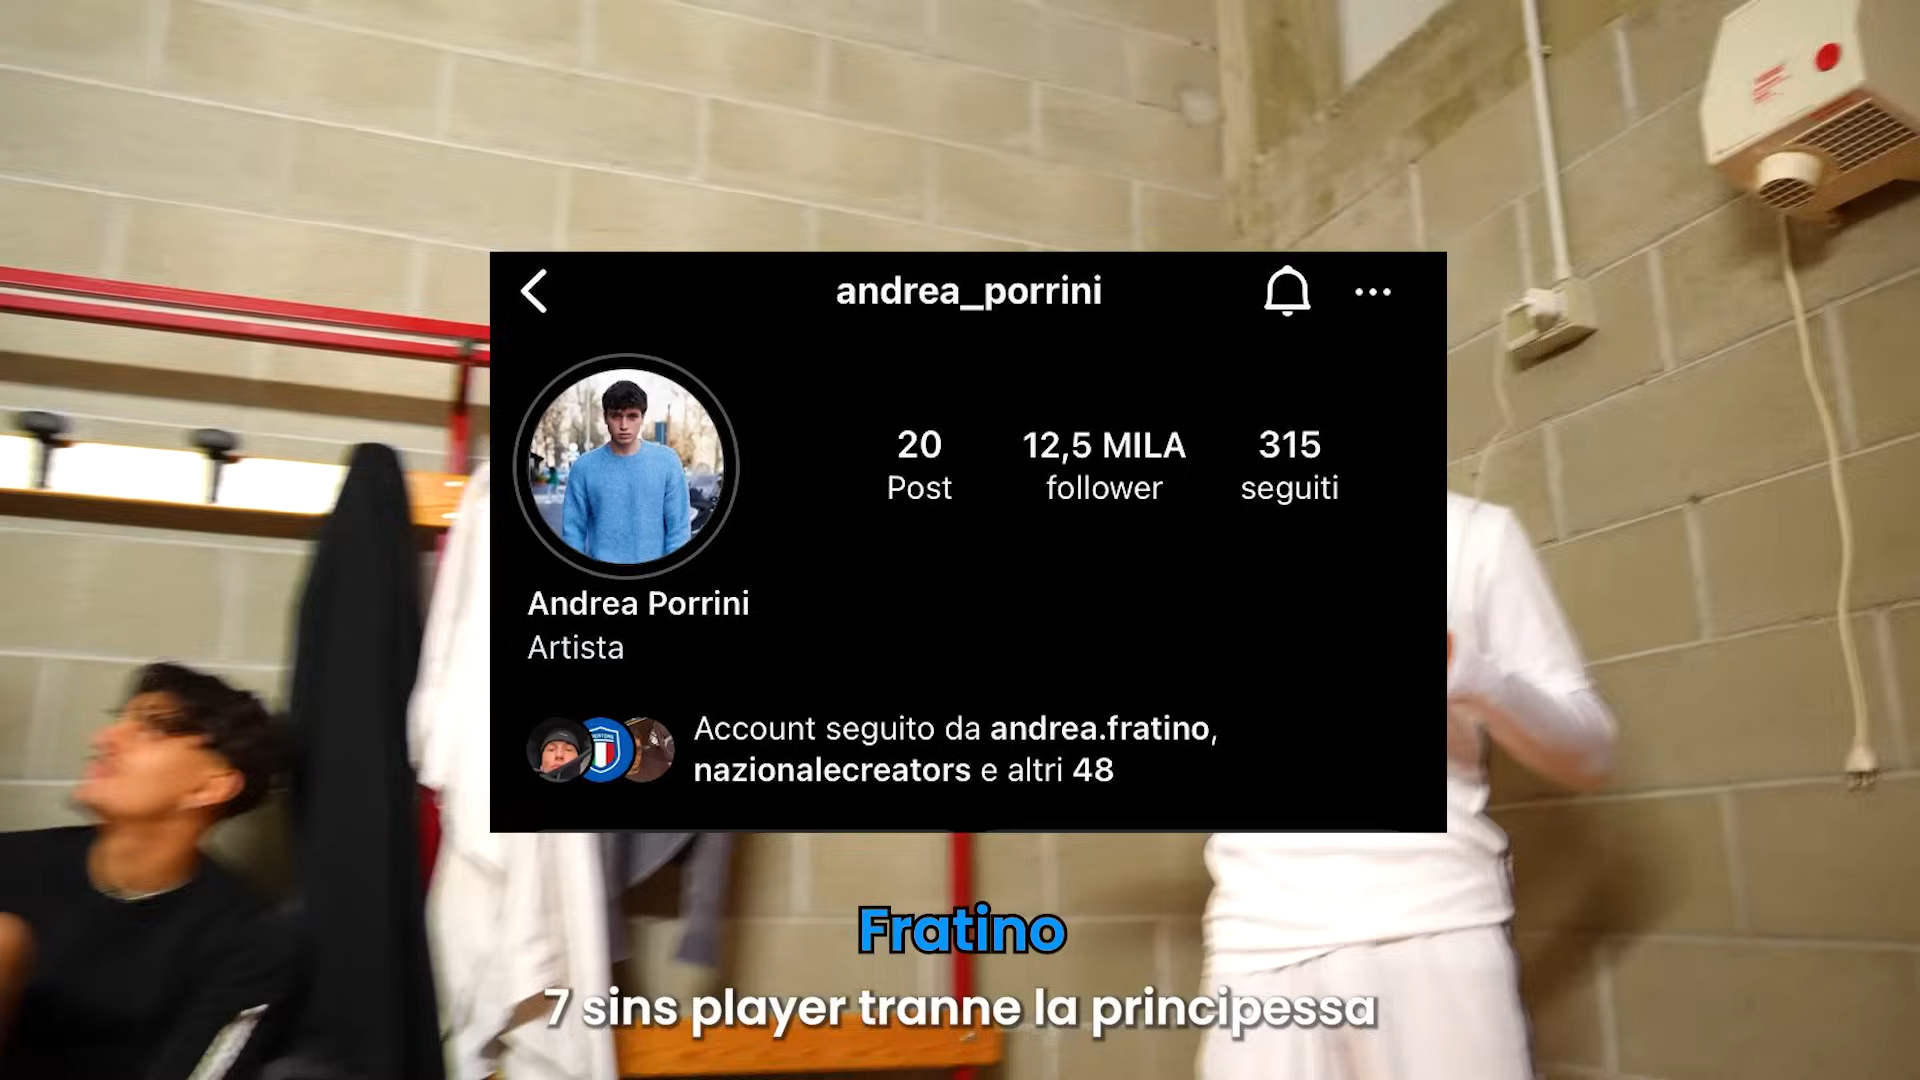 andrea_porrini
20
Post
12,5 MILA
follower
315
seguiti
Andrea Porrini
Artista
Account seguito da andrea.fratino,
nazionalecreators e altri 48
Fratino
7 sins player tranne la principessa